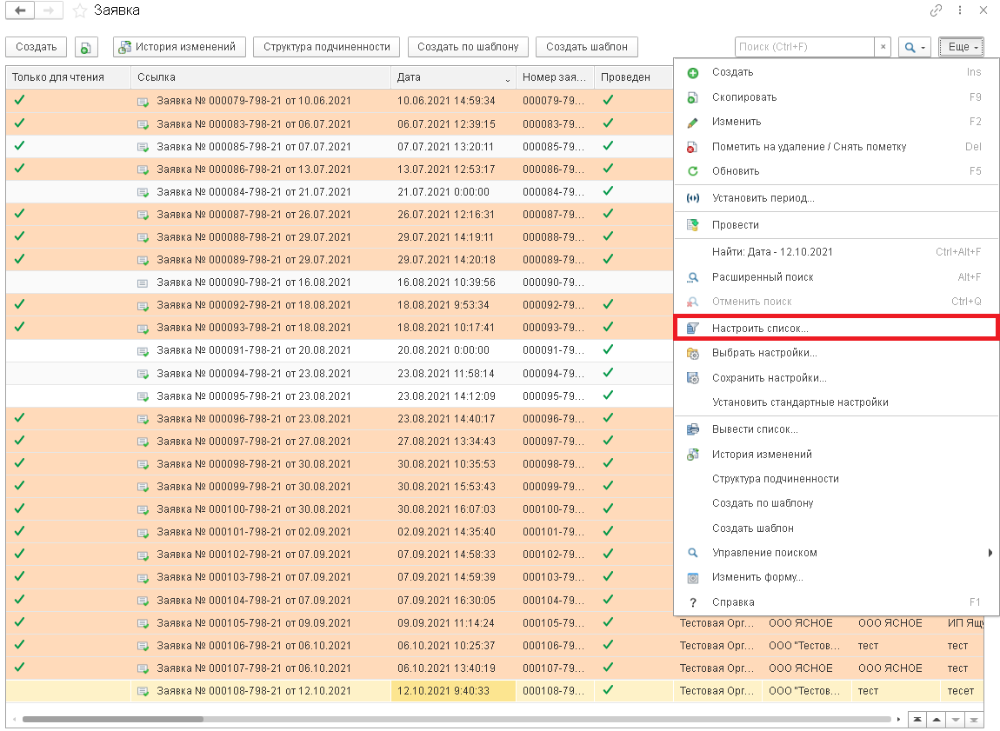 Заявка
Создать История изменений Структура подчиненности Создать по шаблону Создать шаблон Поиск (Ctrl+F) × Еще
Только для чтения Ссылка Дата Номер зая... Проведен
Заявка № 000079-798-21 от 10.06.2021 10.06.2021 14:59:34 000079-79...
Заявка № 000083-798-21 от 06.07.2021 06.07.2021 12:39:15 000083-79...
Заявка № 000085-798-21 от 07.07.2021 07.07.2021 13:20:11 000085-79...
Заявка № 000086-798-21 от 13.07.2021 13.07.2021 12:53:17 000086-79...
Заявка № 000084-798-21 от 21.07.2021 21.07.2021 0:00:00 000084-79...
Заявка № 000087-798-21 от 26.07.2021 26.07.2021 12:16:31 000087-79...
Заявка № 000088-798-21 от 29.07.2021 29.07.2021 14:19:11 000088-79...
Заявка № 000089-798-21 от 29.07.2021 29.07.2021 14:20:18 000089-79...
Заявка № 000090-798-21 от 16.08.2021 16.08.2021 10:39:56 000090-79...
Заявка № 000092-798-21 от 18.08.2021 18.08.2021 9:53:34 000092-79...
Заявка № 000093-798-21 от 18.08.2021 18.08.2021 10:17:41 000093-79...
Заявка № 000091-798-21 от 20.08.2021 20.08.2021 0:00:00 000091-79...
Заявка № 000094-798-21 от 23.08.2021 23.08.2021 11:58:14 000094-79...
Заявка № 000095-798-21 от 23.08.2021 23.08.2021 14:12:09 000095-79...
Заявка № 000096-798-21 от 23.08.2021 23.08.2021 14:40:17 000096-79...
Заявка № 000097-798-21 от 27.08.2021 27.08.2021 13:34:43 000097-79...
Заявка № 000098-798-21 от 30.08.2021 30.08.2021 10:35:53 000098-79...
Заявка № 000099-798-21 от 30.08.2021 30.08.2021 15:53:43 000099-79...
Заявка № 000100-798-21 от 30.08.2021 30.08.2021 16:07:03 000100-79...
Заявка № 000101-798-21 от 02.09.2021 02.09.2021 14:35:40 000101-79...
Заявка № 000102-798-21 от 07.09.2021 07.09.2021 14:58:33 000102-79...
Заявка № 000103-798-21 от 07.09.2021 07.09.2021 14:59:39 000103-79...
Заявка № 000104-798-21 от 07.09.2021 07.09.2021 16:30:05 000104-79...
Заявка № 000105-798-21 от 09.09.2021 09.09.2021 11:14:24 000105-79... Тестовая Орг... ООО ЯСНОЕ ООО ЯСНОЕ ИП Ящу
Заявка № 000106-798-21 от 06.10.2021 06.10.2021 10:25:37 000106-79... Тестовая Орг... ООО "Тестов... тест тест
Заявка № 000107-798-21 от 06.10.2021 06.10.2021 13:40:19 000107-79... Тестовая Орг... ООО ЯСНОЕ ООО ЯСНОЕ тест
Заявка № 000108-798-21 от 12.10.2021 12.10.2021 9:40:33 000108-79... Тестовая Орг... ООО "Тестов... тест тесет
Создать Ins
Скопировать F9
Изменить F2
Пометить на удаление / Снять пометку Del
Обновить F5
Установить период...
Провести
Найти: Дата - 12.10.2021 Ctrl+Alt+F
Расширенный поиск Alt+F
Отменить поиск Ctrl+Q
Настроить список...
Выбрать настройки...
Сохранить настройки...
Установить стандартные настройки
Вывести список...
История изменений
Структура подчиненности
Создать по шаблону
Создать шаблон
Управление поиском
Изменить форму...
? Справка F1